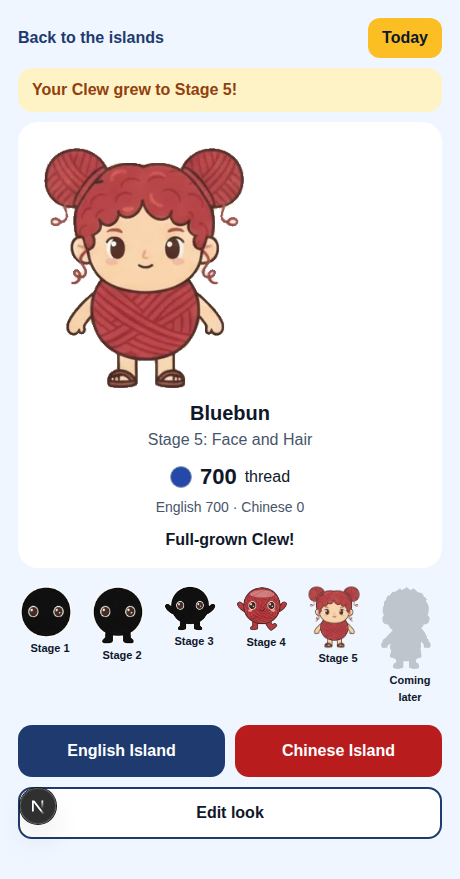 Back to the islands
Today
Your Clew grew to Stage 5!
Bluebun
Stage 5: Face and Hair
700 thread
English 700 · Chinese 0
Full-grown Clew!
Stage 1
Stage 2
Stage 3
Stage 4
Stage 5
Coming
later
English Island
Chinese Island
N
Edit look